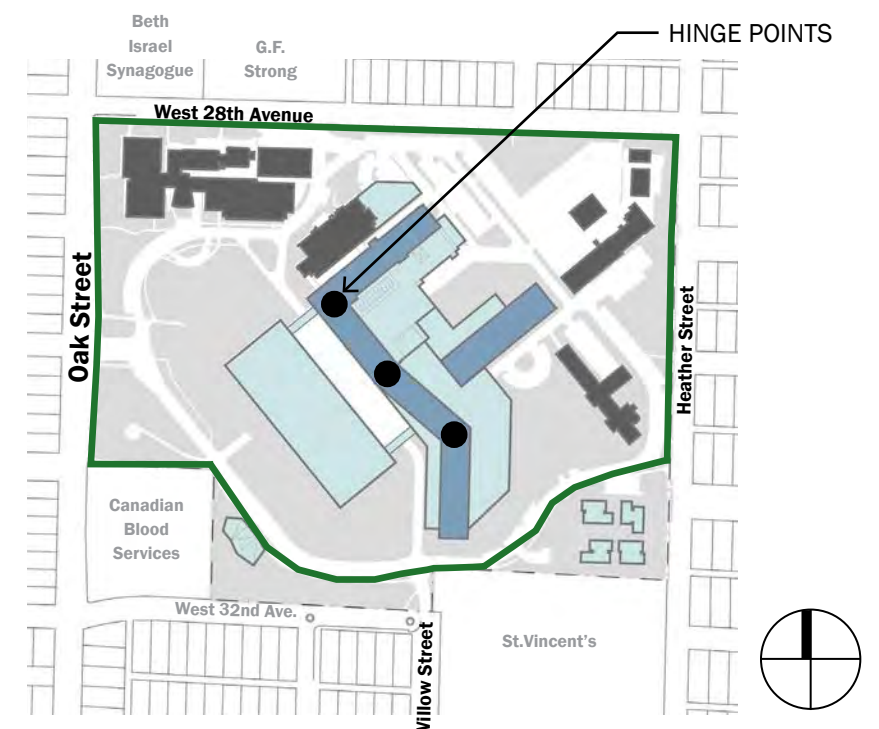 Beth
Israel
Synagogue
G.F.
Strong
HINGE POINTS
West 28th Avenue
Oak Street
Heather Street
Canadian
Blood
Services
West 32nd Ave.
Willow Street
St.Vincent's